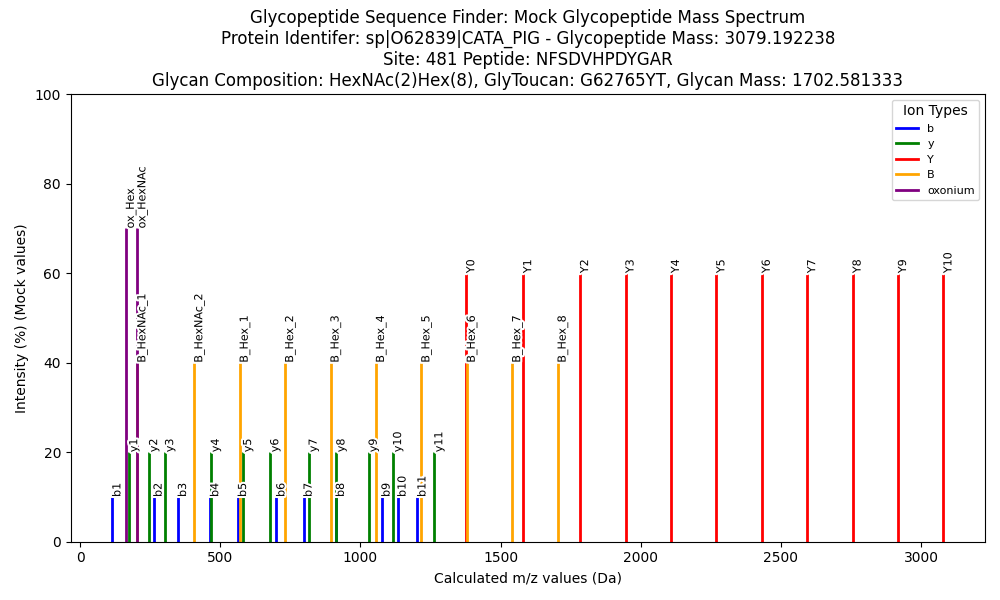 Glycopeptide Sequence Finder: Mock Glycopeptide Mass Spectrum
Protein Identifer: sp|O62839|CATA_PIG - Glycopeptide Mass: 3079.192238
Site: 481 Peptide: NFSDVHPDYGAR
Glycan Composition: HexNAc(2)Hex(8), GlyToucan: G62765YT, Glycan Mass: 1702.581333
Intensity (%) (Mock values)
100
80
60
40
20
0
Ion Types
b
y
Y
B
oxonium
ox_Hex
ox_HexNAc
Y0
Y1
Y2
Y3
Y4
Y5
Y6
Y7
Y8
Y9
Y10
B_HexNAc_1
B_HexNAc_2
B_Hex_1
B_Hex_2
B_Hex_3
B_Hex_4
B_Hex_5
B_Hex_6
B_Hex_7
B_Hex_8
y1
y2
y3
y4
y5
y6
y7
y8
y9
y10
y11
b1
b2
b3
b4
b5
b6
b7
b8
b9
b10
b11
0
500
1000
1500
2000
2500
3000
Calculated m/z values (Da)